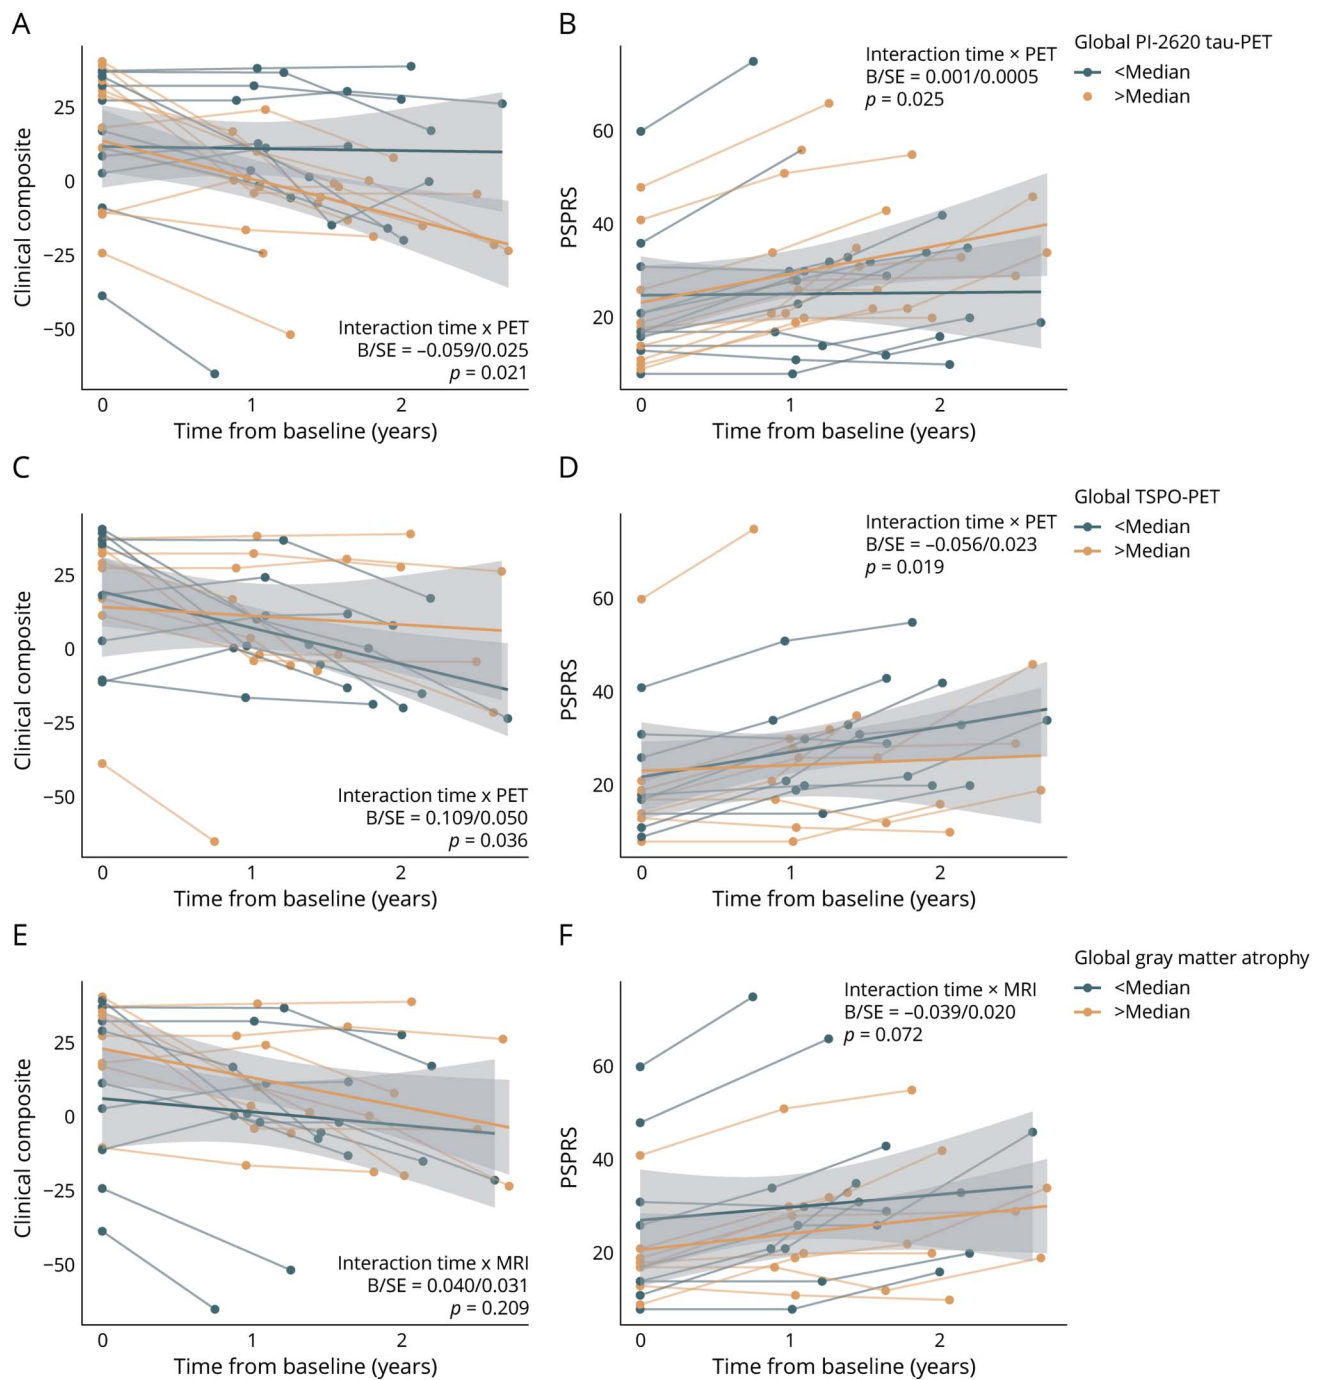 A
Clinical composite
25
0
−25
−50
Interaction time x PET
B/SE = −0.059/0.025
p = 0.021
0 1 2
Time from baseline (years)
B
PSPRS
60
40
20
Interaction time × PET
B/SE = 0.001/0.0005
p = 0.025
0 1 2
Time from baseline (years)
Global PI-2620 tau-PET
<Median
>Median
C
Clinical composite
25
0
−25
−50
Interaction time x PET
B/SE = 0.109/0.050
p = 0.036
0 1 2
Time from baseline (years)
D
PSPRS
60
40
20
Interaction time × PET
B/SE = −0.056/0.023
p = 0.019
0 1 2
Time from baseline (years)
Global TSPO-PET
<Median
>Median
E
Clinical composite
25
0
−25
−50
Interaction time x MRI
B/SE = 0.040/0.031
p = 0.209
0 1 2
Time from baseline (years)
F
PSPRS
60
40
20
Interaction time × MRI
B/SE = −0.039/0.020
p = 0.072
0 1 2
Time from baseline (years)
Global gray matter atrophy
<Median
>Median